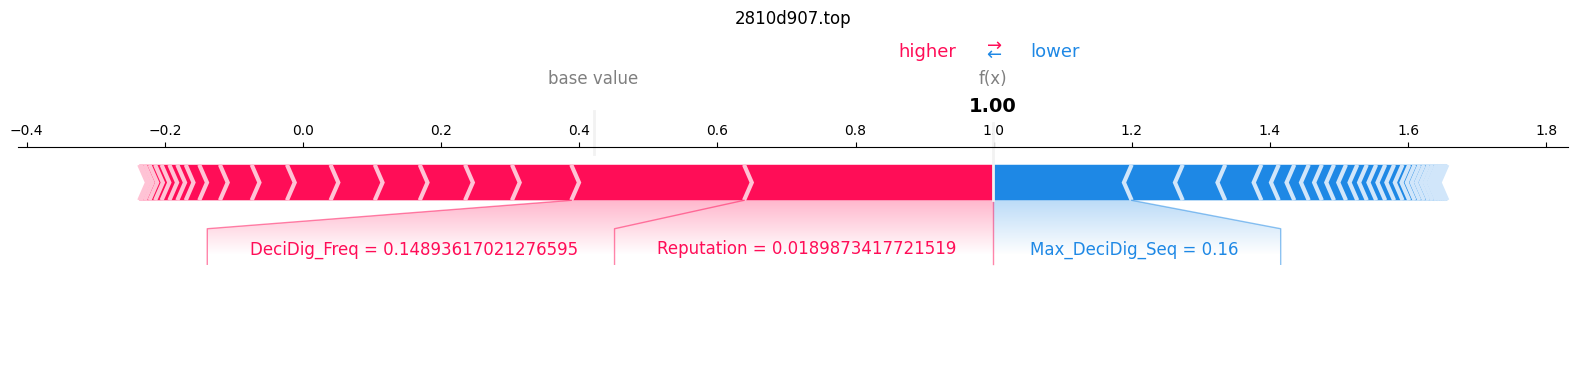 2810d907.top
higher → ← lower
base value f(x)
1.00
−0.4 −0.2 0.0 0.2 0.4 0.6 0.8 1.0 1.2 1.4 1.6 1.8
DeciDig_Freq = 0.14893617021276595 Reputation = 0.0189873417721519 Max_DeciDig_Seq = 0.16